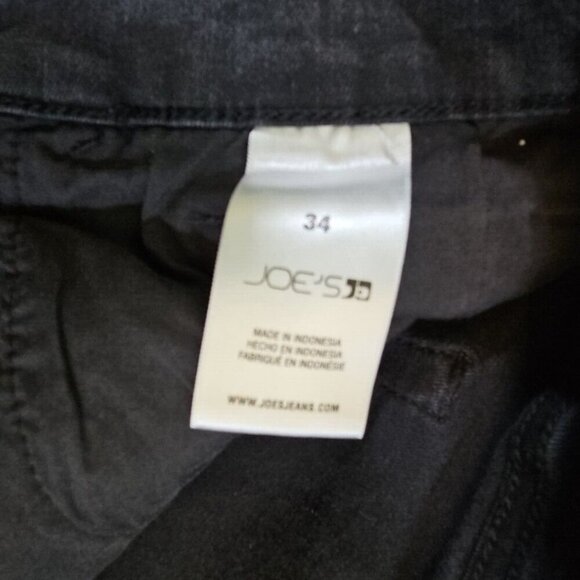 34
JOE'S
MADE IN INDONESIA
HECHO EN INDONESIA
FABRIQUÉ EN INDONÉSIE
WWW.JOESJEANS.COM